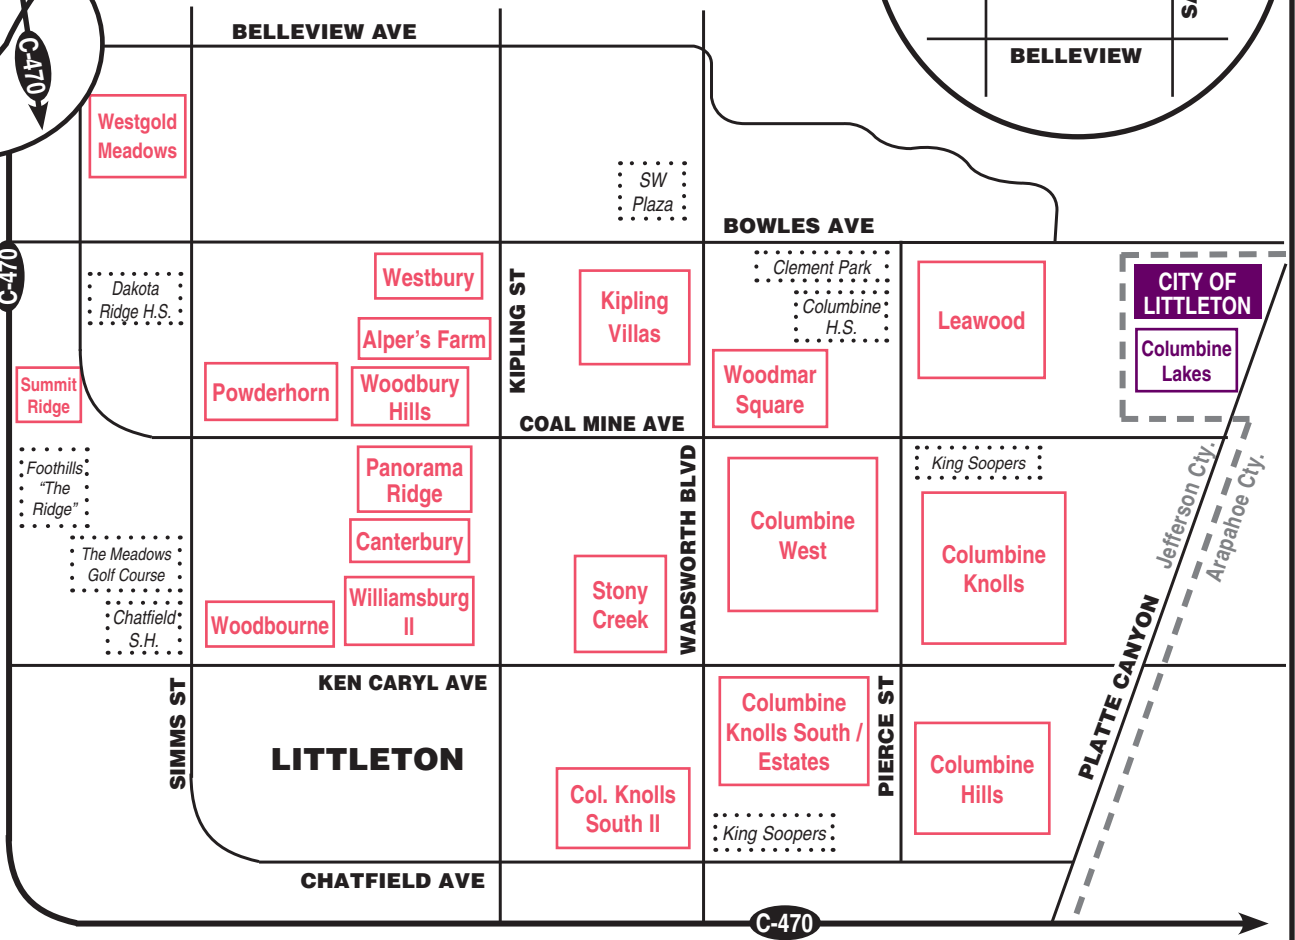 BELLEVIEW AVE
C-470
BELLEVIEW
Westgold
Meadows
SW
Plaza
BOWLES AVE
C-470
Dakota
Ridge H.S.
Westbury
Alper's Farm
KIPLING ST
Kipling
Villas
Clement Park
Columbine
H.S.
Leawood
CITY OF
LITTLETON
Columbine
Lakes
Summit
Ridge
Powderhorn
Woodbury
Hills
Woodmar
Square
COAL MINE AVE
Foothills
“The
Ridge”
Panorama
Ridge
Canterbury
WADSWORTH BLVD
Columbine
West
King Soopers
Columbine
Knolls
Jefferson Cty.
Arapahoe Cty.
The Meadows
Golf Course
Chatfield
S.H.
Woodbourne
Williamsburg
II
Stony
Creek
PLATTE CANYON
KEN CARYL AVE
SIMMS ST
LITTLETON
Columbine
Knolls South /
Estates
PIERCE ST
Columbine
Hills
Col. Knolls
South II
King Soopers
CHATFIELD AVE
C-470